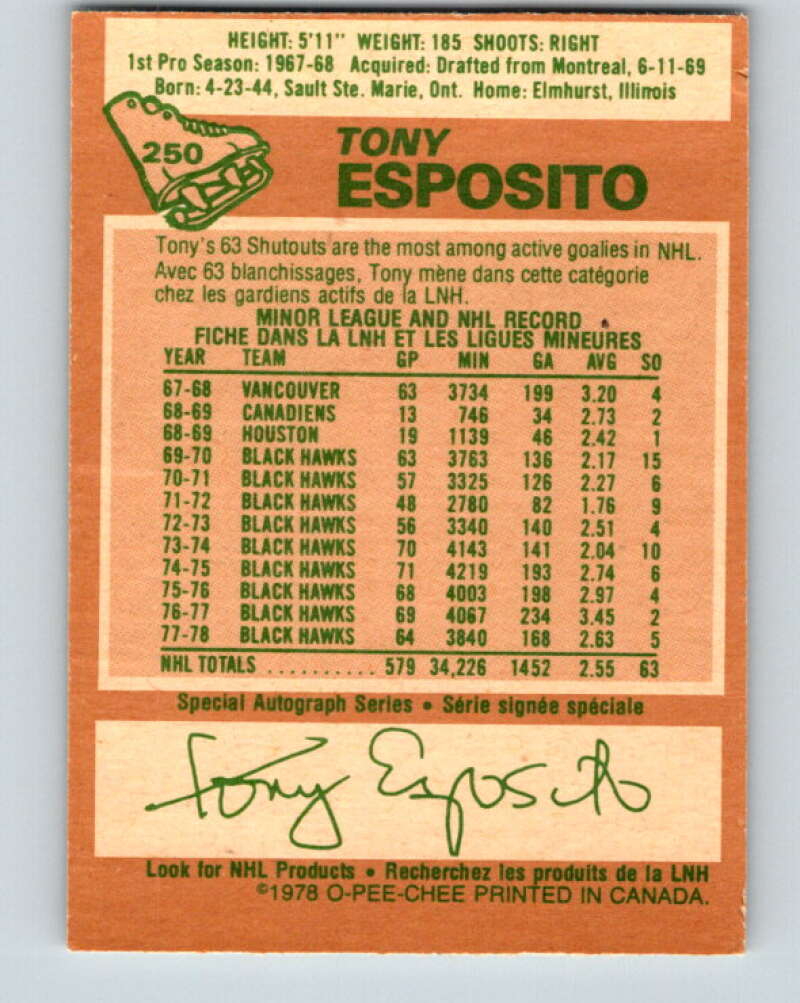 HEIGHT: 5'11" WEIGHT: 185 SHOOTS: RIGHT
1st Pro Season: 1967-68 Acquired: Drafted from Montreal, 6-11-69
Born: 4-23-44, Sault Ste. Marie, Ont. Home: Elmhurst, Illinois
250
TONY
ESPOSITO
Tony's 63 Shutouts are the most among active goalies in NHL.
Avec 63 blanchissages, Tony mène dans cette catégorie
chez les gardiens actifs de la LNH.
MINOR LEAGUE AND NHL RECORD
FICHE DANS LA LNH ET LES LIGUES MINEURES
YEAR TEAM GP MIN GA AVG SO
67-68 VANCOUVER 63 3734 199 3.20 4
68-69 CANADIENS 13 746 34 2.73 2
68-69 HOUSTON 19 1139 46 2.42 1
69-70 BLACK HAWKS 63 3763 136 2.17 15
70-71 BLACK HAWKS 57 3325 126 2.27 6
71-72 BLACK HAWKS 48 2780 82 1.76 9
72-73 BLACK HAWKS 56 3340 140 2.51 4
73-74 BLACK HAWKS 70 4143 141 2.04 10
74-75 BLACK HAWKS 71 4219 193 2.74 6
75-76 BLACK HAWKS 68 4003 198 2.97 4
76-77 BLACK HAWKS 69 4067 234 3.45 2
77-78 BLACK HAWKS 64 3840 168 2.63 5
NHL TOTALS .......... 579 34,226 1452 2.55 63
Special Autograph Series • Série signée spéciale
Tony Esposito
Look for NHL Products • Recherchez les produits de la LNH
©1978 O-PEE-CHEE PRINTED IN CANADA.